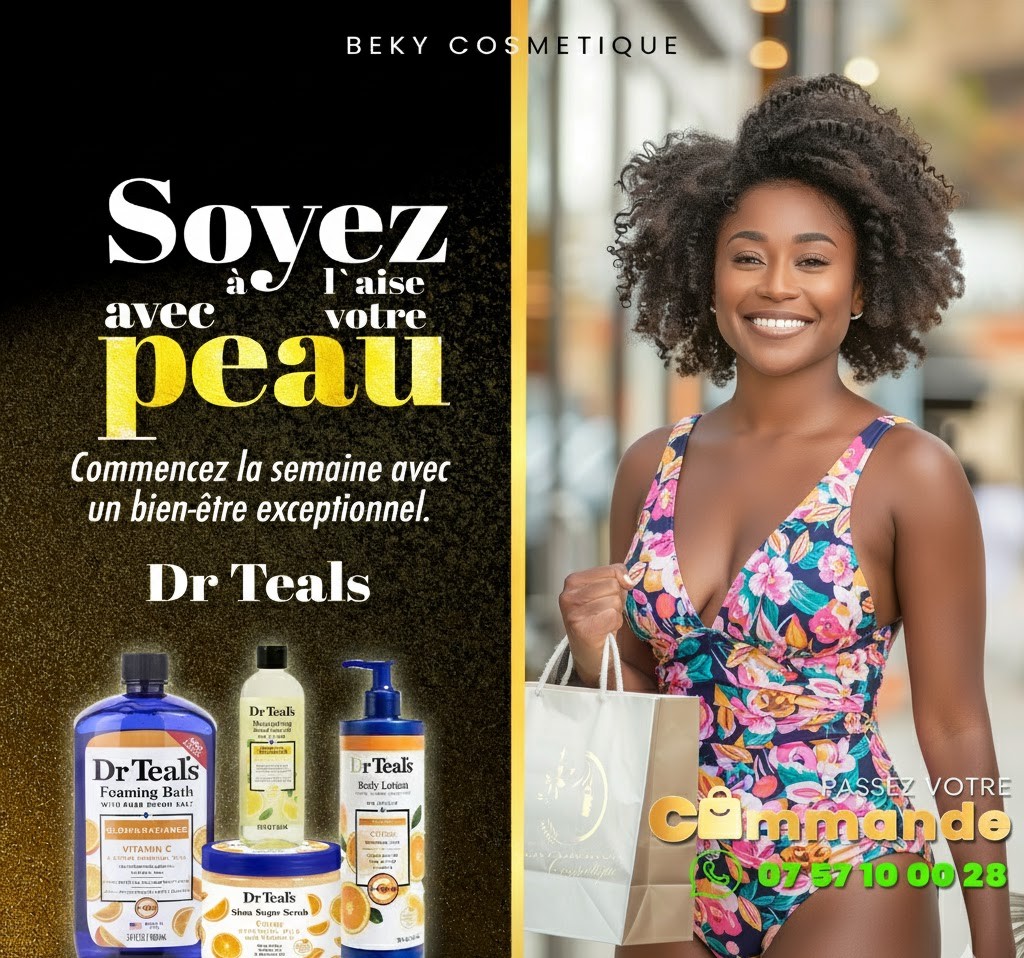 BEKY COSMETIQUE
Soyez
à l`aise
avec votre
peau
Commencez la semaine avec
un bien-être exceptionnel.
Dr Teals
Dr Teal's
Foaming Bath
GLOW & RADIANCE
VITAMIN C
Dr Teal's
Dr Teal's
Body Lotion
Dr Teal's
Shea Sugar Scrub
PASSEZ VOTRE
Commande
07 57 10 00 28